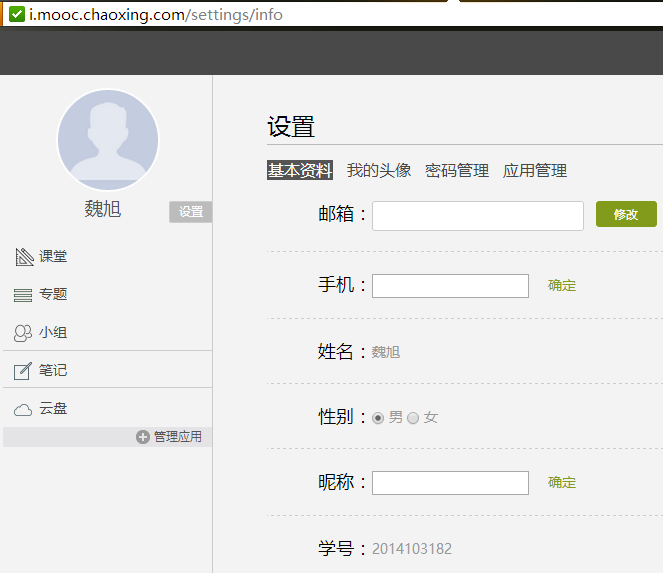 i.mooc.chaoxing.com/settings/info
魏旭
设置
课堂
专题
小组
笔记
云盘
管理应用
设置
基本资料 我的头像 密码管理 应用管理
邮箱： 修改
手机： 确定
姓名：魏旭
性别： 男 女
昵称： 确定
学号：2014103182